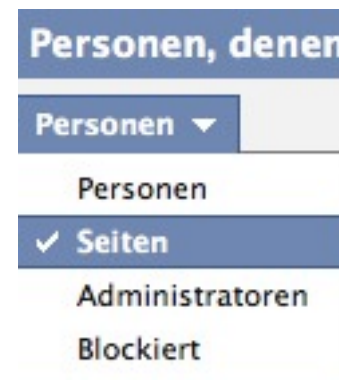 Personen, denen
Personen
Personen
Seiten
Administratoren
Blockiert